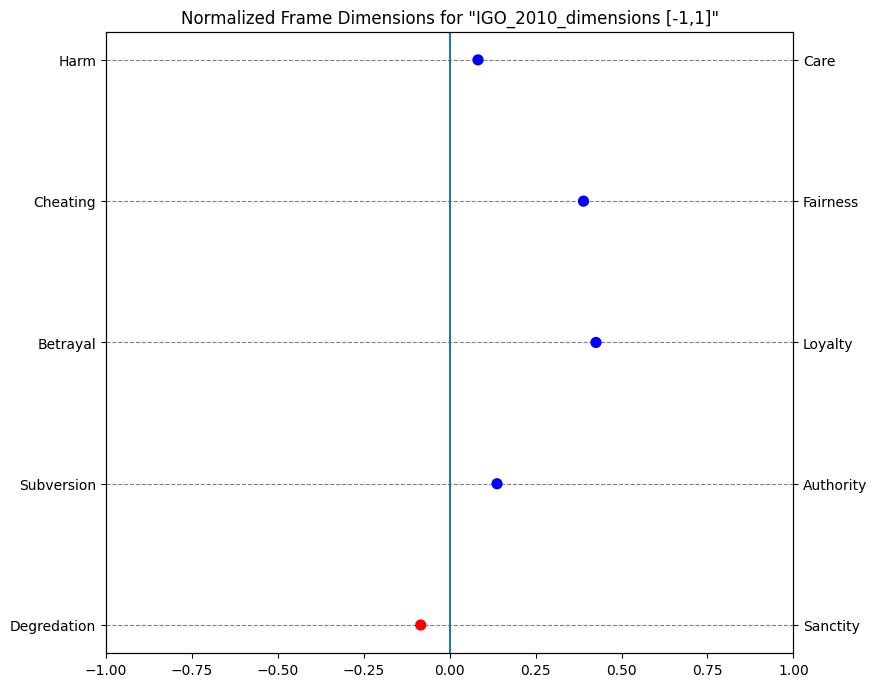 Normalized Frame Dimensions for "IGO_2010_dimensions [-1,1]"
Harm Care
Cheating Fairness
Betrayal Loyalty
Subversion Authority
Degredation Sanctity
−1.00 −0.75 −0.50 −0.25 0.00 0.25 0.50 0.75 1.00